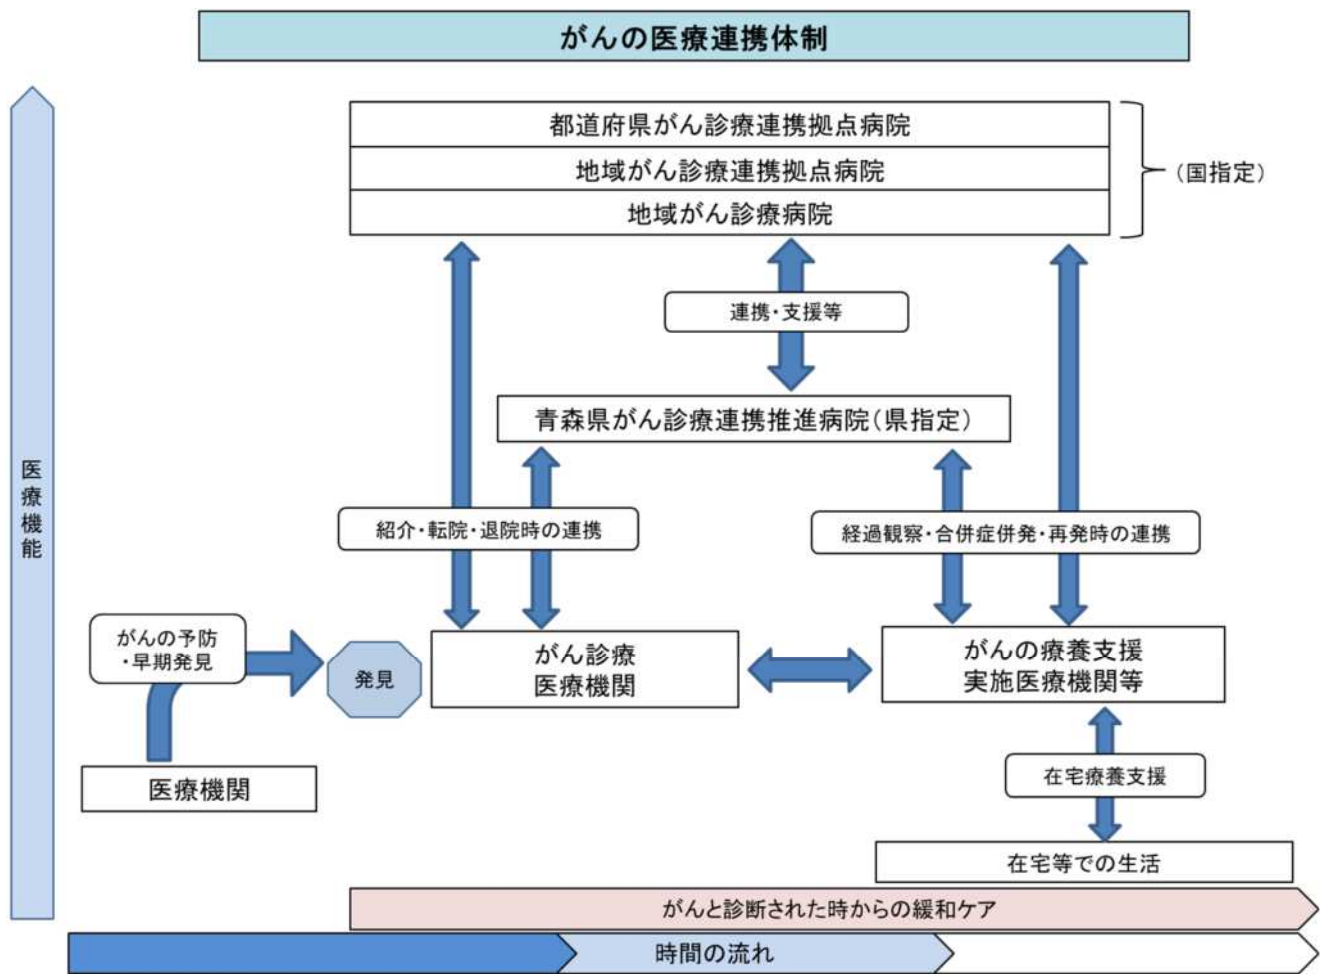 がんの医療連携体制
都道府県がん診療連携拠点病院
地域がん診療連携拠点病院
(国指定)
地域がん診療病院
連携・支援等
青森県がん診療連携推進病院(県指定)
医療機能
紹介・転院・退院時の連携
経過観察・合併症併発・再発時の連携
がんの予防
・早期発見
発見
がん診療
医療機関
がんの療養支援
実施医療機関等
医療機関
在宅療養支援
在宅等での生活
がんと診断された時からの緩和ケア
時間の流れ